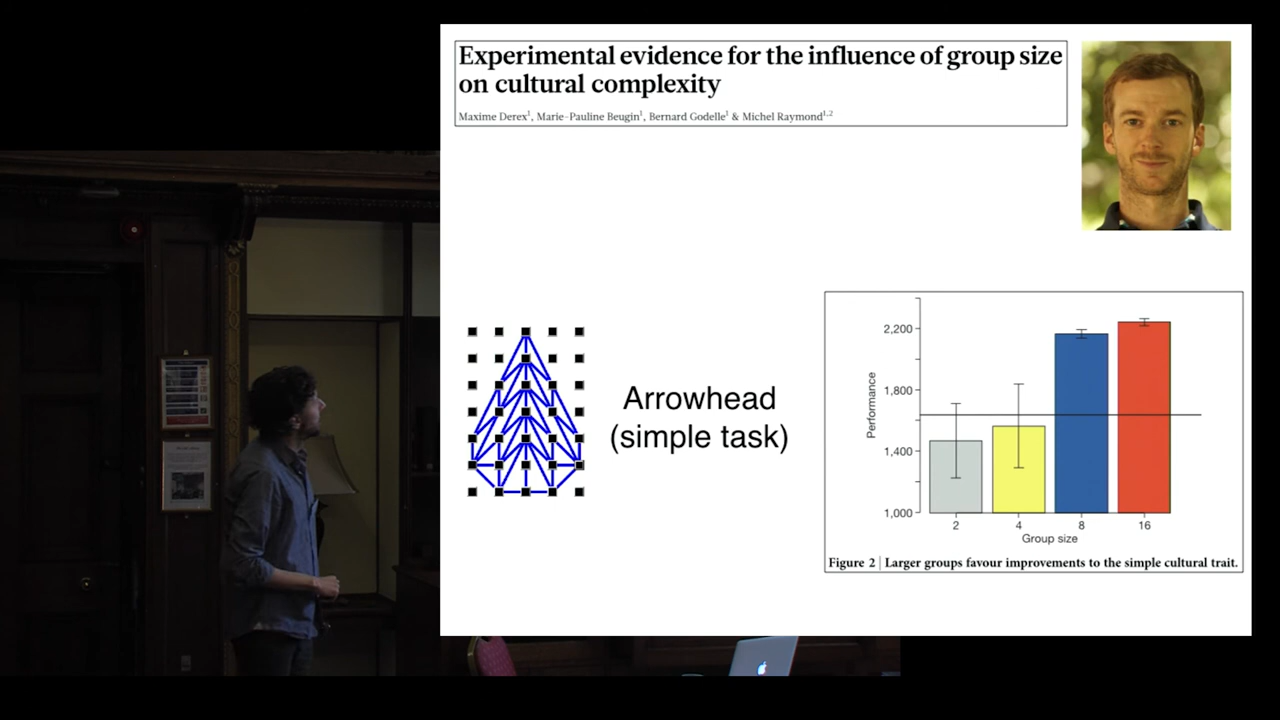 Experimental evidence for the influence of group size
on cultural complexity
Maxime Derex1, Marie-Pauline Beugin1, Bernard Godelle1 & Michel Raymond1,2
Arrowhead
(simple task)
Performance
2,200
1,800
1,400
1,000
2 4 8 16
Group size
Figure 2 | Larger groups favour improvements to the simple cultural trait.